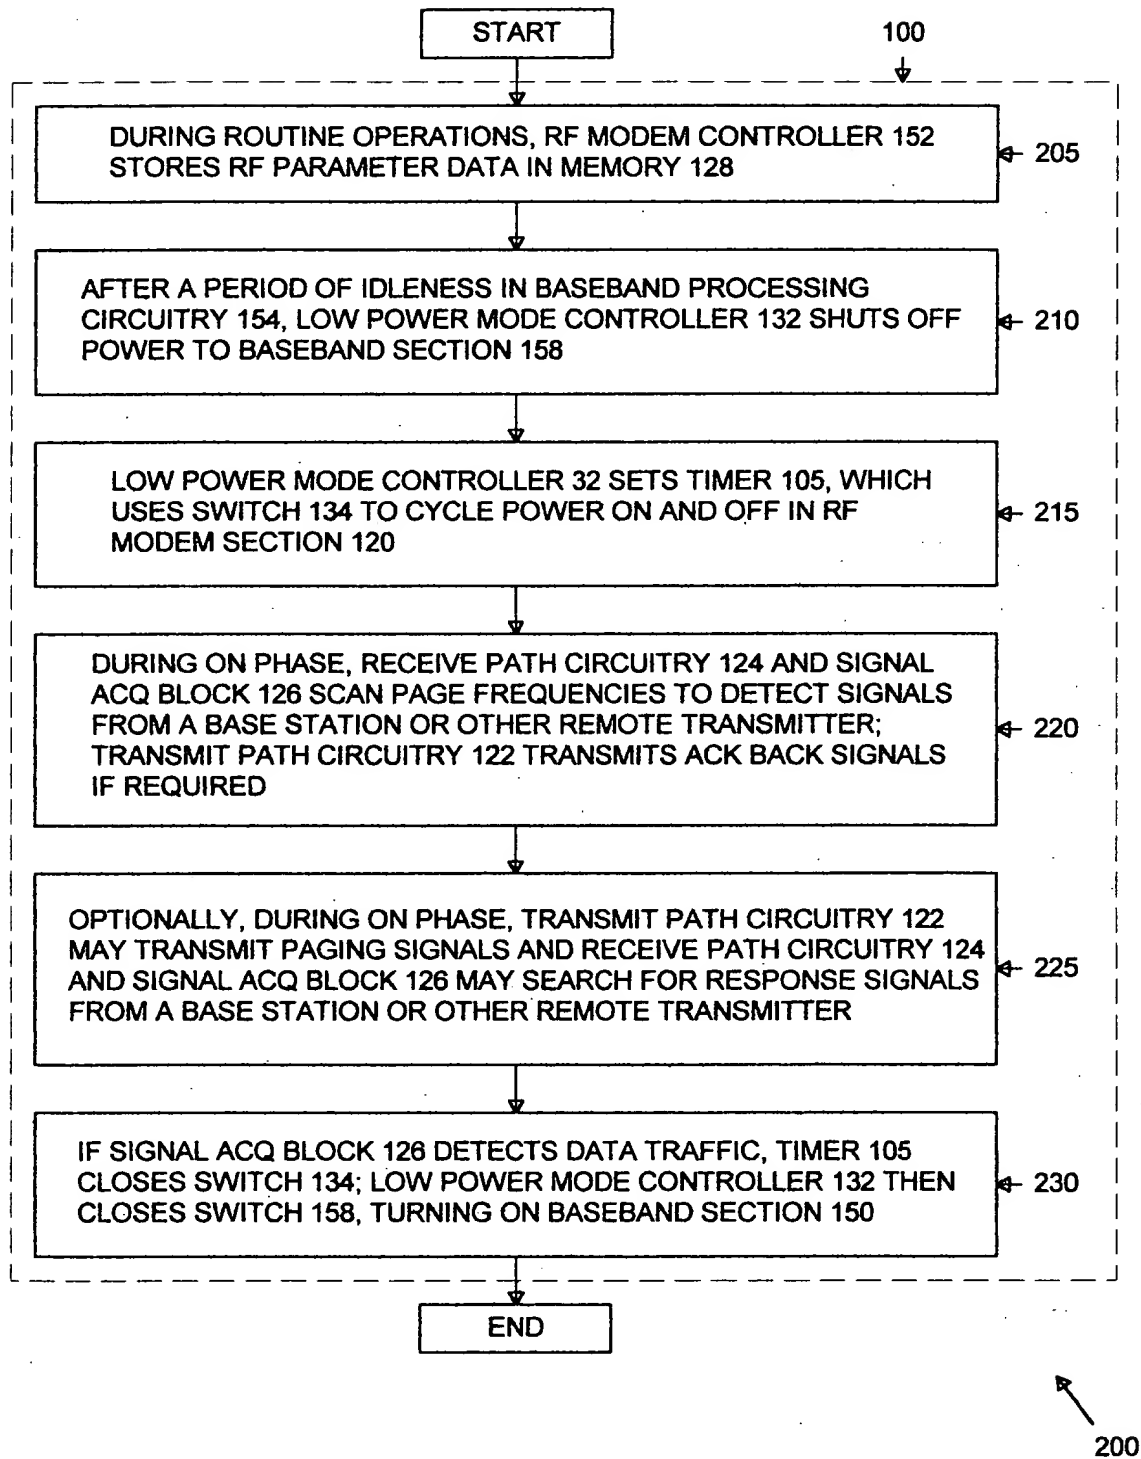 START
100
DURING ROUTINE OPERATIONS, RF MODEM CONTROLLER 152
STORES RF PARAMETER DATA IN MEMORY 128
205
AFTER A PERIOD OF IDLENESS IN BASEBAND PROCESSING
CIRCUITRY 154, LOW POWER MODE CONTROLLER 132 SHUTS OFF
POWER TO BASEBAND SECTION 158
210
LOW POWER MODE CONTROLLER 32 SETS TIMER 105, WHICH
USES SWITCH 134 TO CYCLE POWER ON AND OFF IN RF
MODEM SECTION 120
215
DURING ON PHASE, RECEIVE PATH CIRCUITRY 124 AND SIGNAL
ACQ BLOCK 126 SCAN PAGE FREQUENCIES TO DETECT SIGNALS
FROM A BASE STATION OR OTHER REMOTE TRANSMITTER;
TRANSMIT PATH CIRCUITRY 122 TRANSMITS ACK BACK SIGNALS
IF REQUIRED
220
OPTIONALLY, DURING ON PHASE, TRANSMIT PATH CIRCUITRY 122
MAY TRANSMIT PAGING SIGNALS AND RECEIVE PATH CIRCUITRY 124
AND SIGNAL ACQ BLOCK 126 MAY SEARCH FOR RESPONSE SIGNALS
FROM A BASE STATION OR OTHER REMOTE TRANSMITTER
225
IF SIGNAL ACQ BLOCK 126 DETECTS DATA TRAFFIC, TIMER 105
CLOSES SWITCH 134; LOW POWER MODE CONTROLLER 132 THEN
CLOSES SWITCH 158, TURNING ON BASEBAND SECTION 150
230
END
200